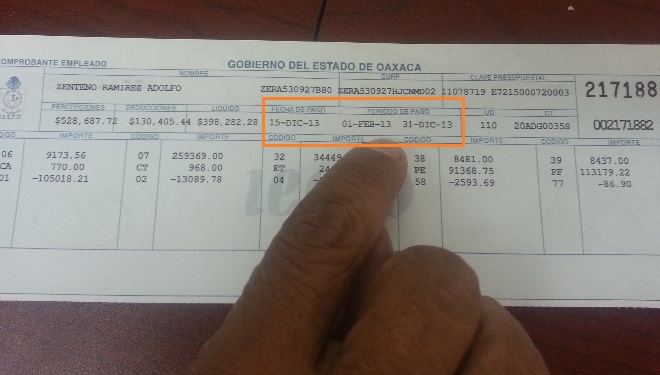 COMPROBANTE EMPLEADO GOBIERNO DEL ESTADO DE OAXACA
NOMBRE CURP CLAVE PRESUPUESTAL
ZENTENO RAMIREZ ADOLFO ZERA530927B80 ZERA530927HJCNMD02 11078719 E7215000720003 217188
PERCEPCIONES DEDUCCIONES LIQUIDO FECHA DE PAGO PERIODO DE PAGO UD CT
$528,687.72 $130,405.44 $398,282.28 15-DIC-13 01-FEB-13 31-DIC-13 110 20ADG0035S 002171882
IMPORTE CODIGO IMPORTE CODIGO IMPORTE CODIGO IMPORTE CODIGO IMPORTE
06 9173.56 07 259369.00 32 34449 38 8481.00 39 8437.00
CA 770.00 CT 968.00 ET PE 91368.75 PF 113179.22
01 -105018.21 02 -13089.78 04 58 -2593.69 77 -86.90